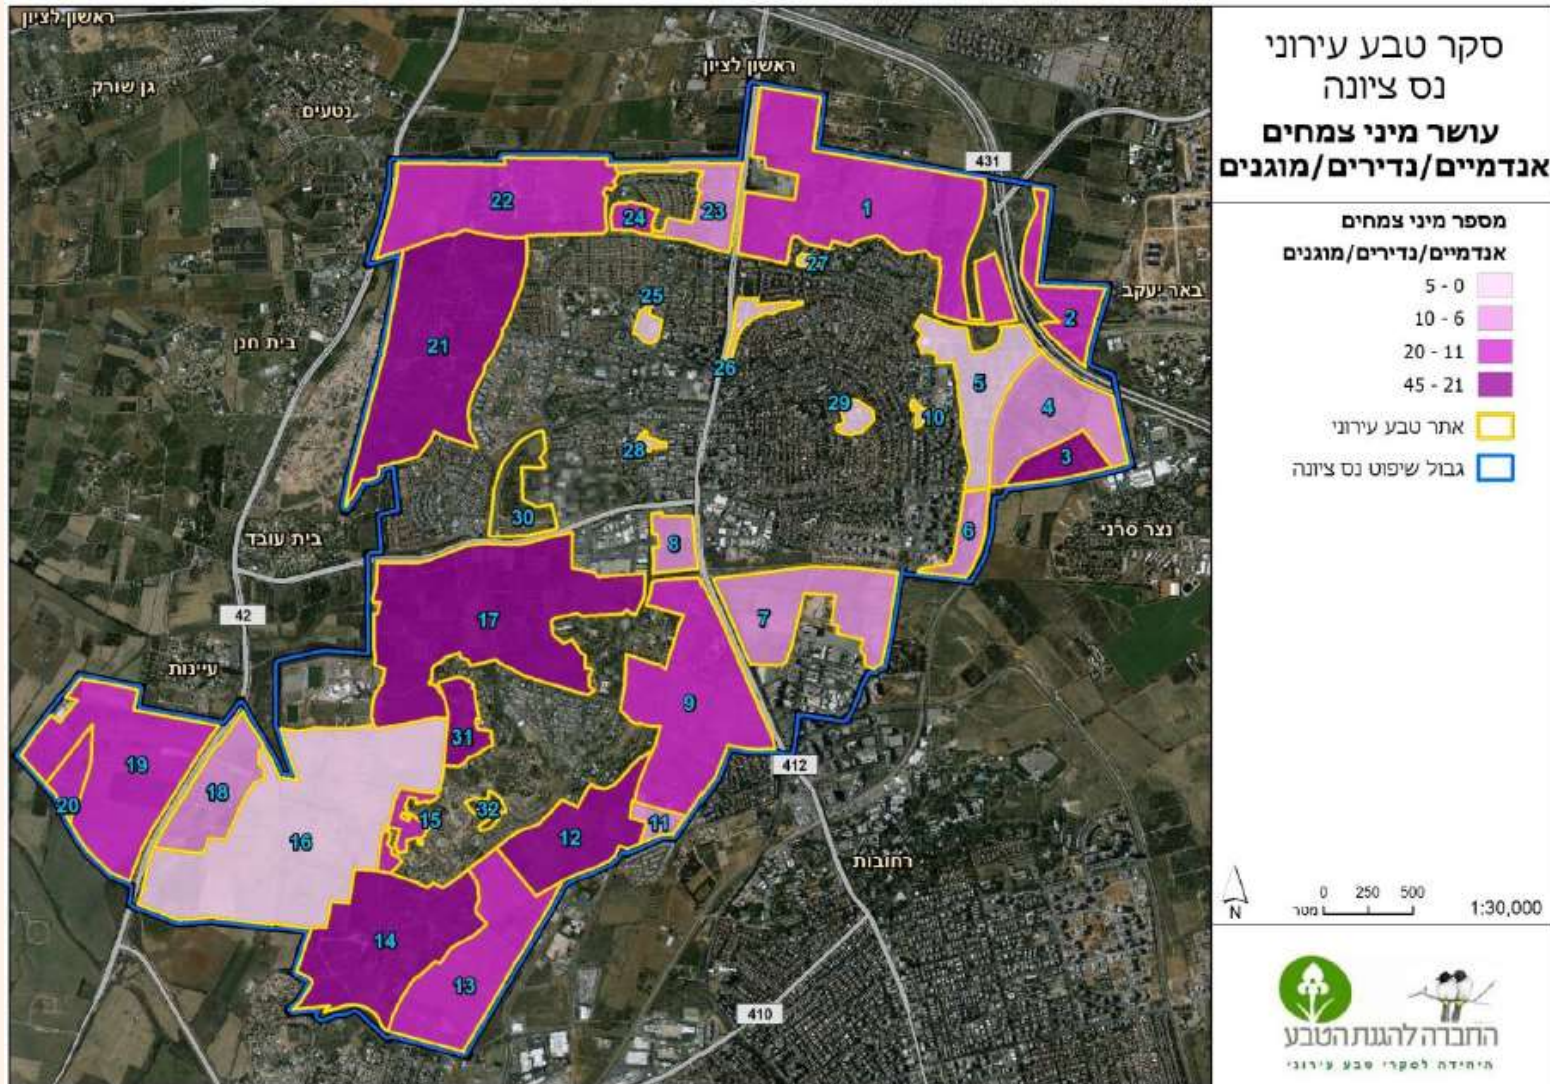 סקר טבע עירוני
נס ציונה
עושר מיני צמחים
אנדמיים/נדירים/מוגנים
מספר מיני צמחים
אנדמיים/נדירים/מוגנים
5 - 0
10 - 6
20 - 11
45 - 21
אתר טבע עירוני
גבול שיפוט נס ציונה
N
0 250 500
מטר
1:30,000
החברה להגנת הטבע
היחידה לסקרי טבע עירוני
ראשון לציון
ראשון לציון
גן שורק
נטעים
431
22
23
24
1
27
באר יעקב
2
25
בית חנן
21
26
5
4
29
10
28
3
30
נצר סרני
6
בית עובד
8
42
17
7
עיינות
9
31
19
412
18
20
32
15
11
12
16
רחובות
14
13
410